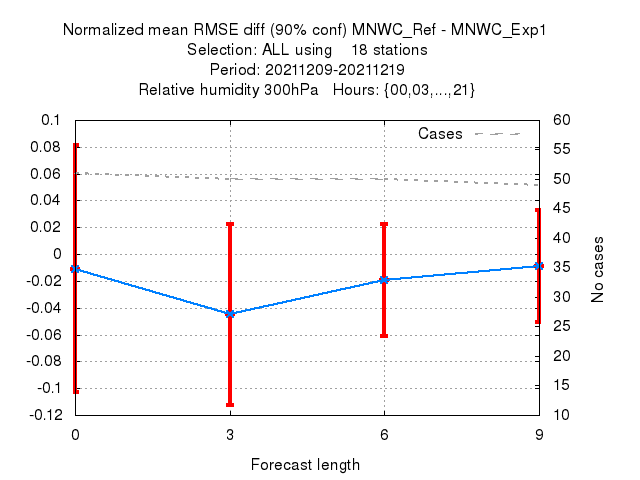 Normalized mean RMSE diff (90% conf) MNWC_Ref - MNWC_Exp1
Selection: ALL using 18 stations
Period: 20211209-20211219
Relative humidity 300hPa Hours: {00,03,...,21}
Cases
0.1
0.08
0.06
0.04
0.02
0
-0.02
-0.04
-0.06
-0.08
-0.1
-0.12
60
55
50
45
40
35
30
25
20
15
10
No cases
0 3 6 9
Forecast length